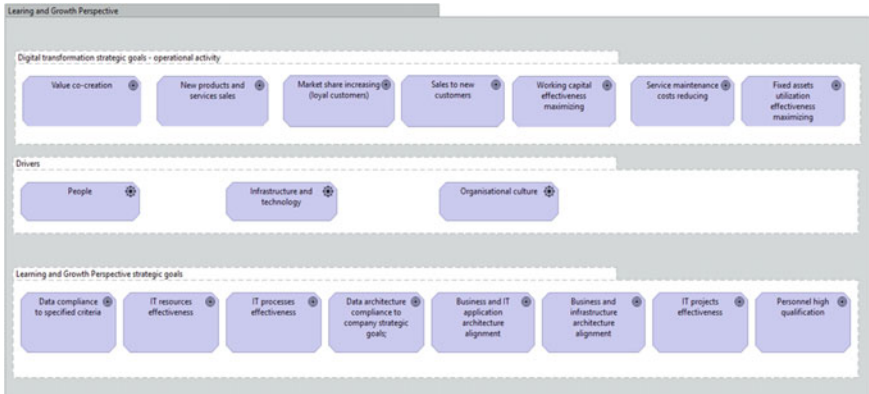 Learing and Growth Perspective
Digital transformation strategic goals - operational activity
Value co-creation
New products and
services sales
Market share increasing
(loyal customers)
Sales to new
customers
Working capital
effectiveness
maximizing
Service maintenance
costs reducing
Fixed assets
utilization
effectiveness
maximizing
Drivers
People
Infrastructure and
technology
Organisational culture
Learning and Growth Perspective strategic goals
Data compliance
to specified criteria
IT resources
effectiveness
IT processes
effectiveness
Data architecture
compliance to
company strategic
goals;
Business and IT
application
architecture
alignment
Business and
infrastructure
architecture
alignment
IT projects
effectiveness
Personnel high
qualification